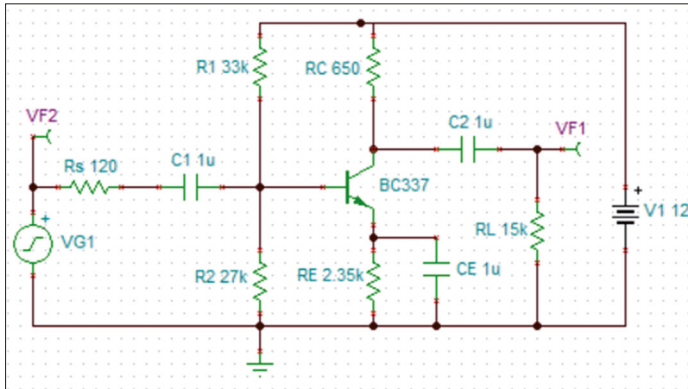 R1 33k
RC 650
VF2
C2 1u
VF1
Rs 120
C1 1u
BC337
+
+
VG1
V1 12
RL 15k
R2 27k
RE 2.35k
CE 1u